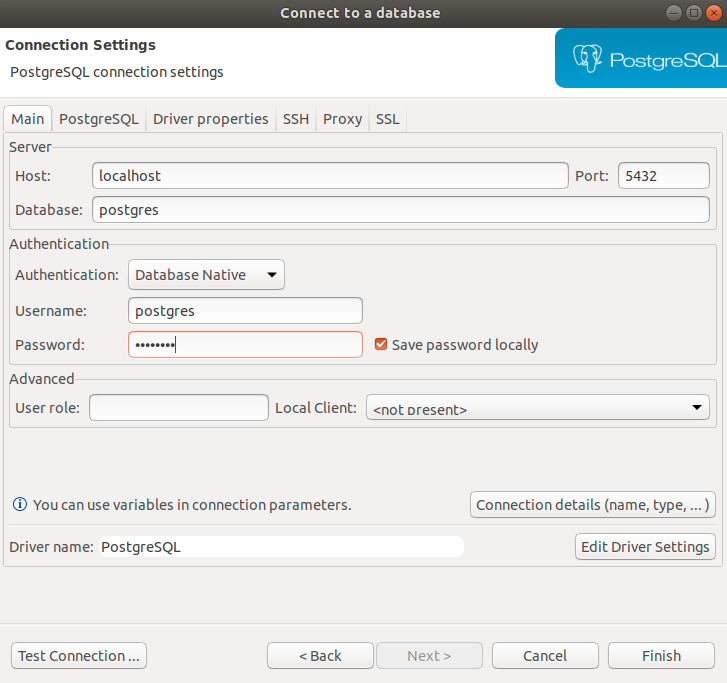 Connect to a database
Connection Settings
PostgreSQL connection settings
PostgreSQL
Main PostgreSQL Driver properties SSH Proxy SSL
Server
Host: localhost Port: 5432
Database: postgres
Authentication
Authentication: Database Native
Username: postgres
Password: •••••••• Save password locally
Advanced
User role: Local Client: <not present>
You can use variables in connection parameters. Connection details (name, type, ... )
Driver name: PostgreSQL Edit Driver Settings
Test Connection ... < Back Next > Cancel Finish